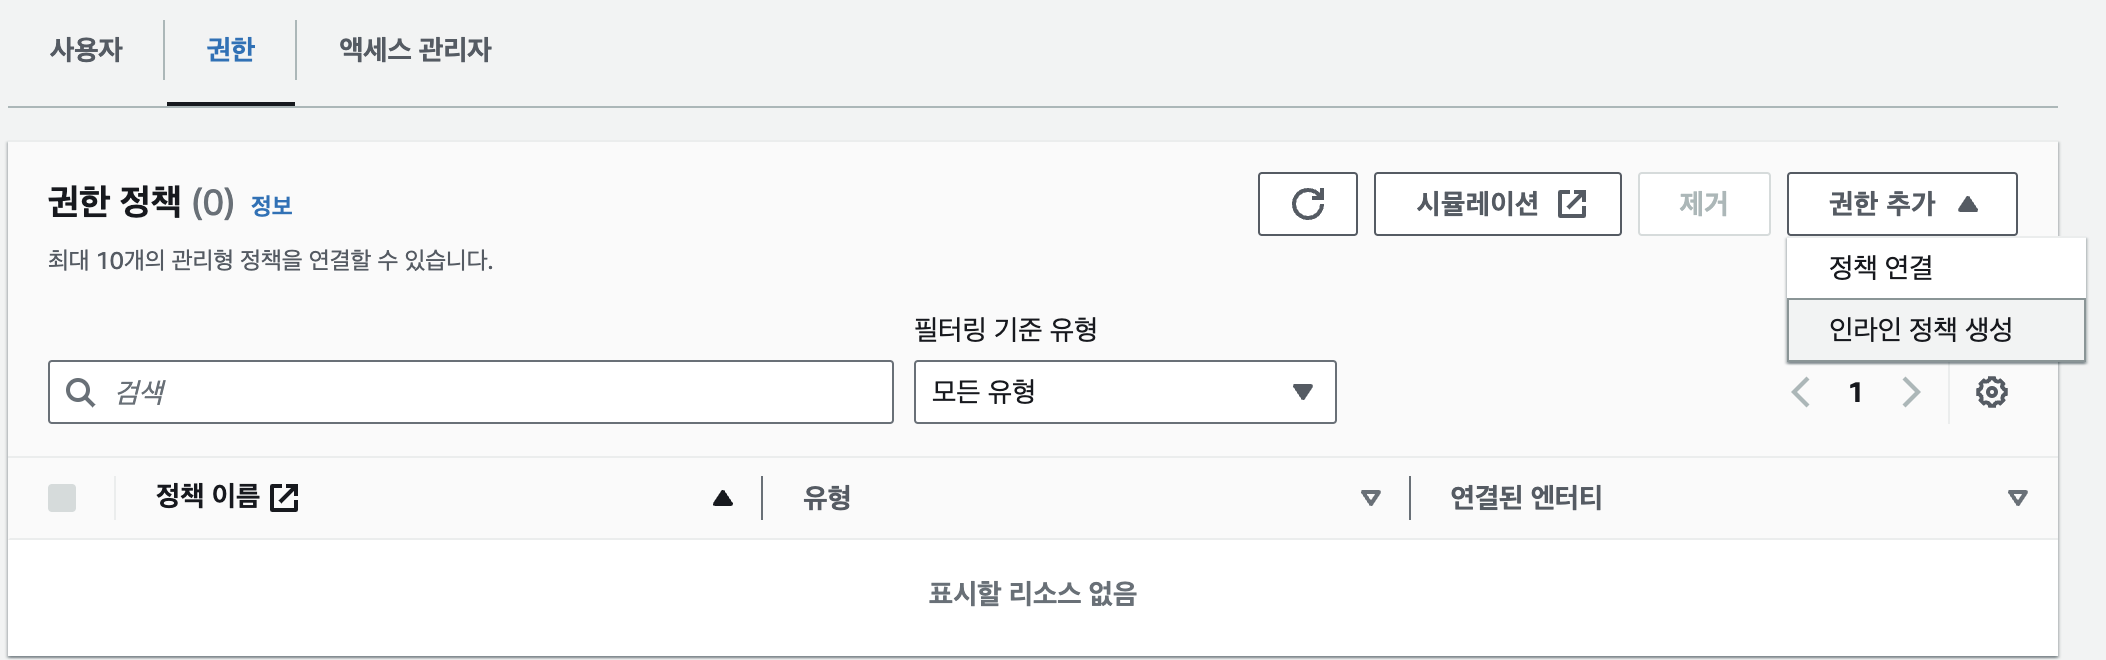 사용자 권한 액세스 관리자
권한 정책 (0) 정보
시뮬레이션 제거 권한 추가
최대 10개의 관리형 정책을 연결할 수 있습니다.
정책 연결
인라인 정책 생성
필터링 기준 유형
검색 모든 유형 1
정책 이름 유형 연결된 엔터티
표시할 리소스 없음